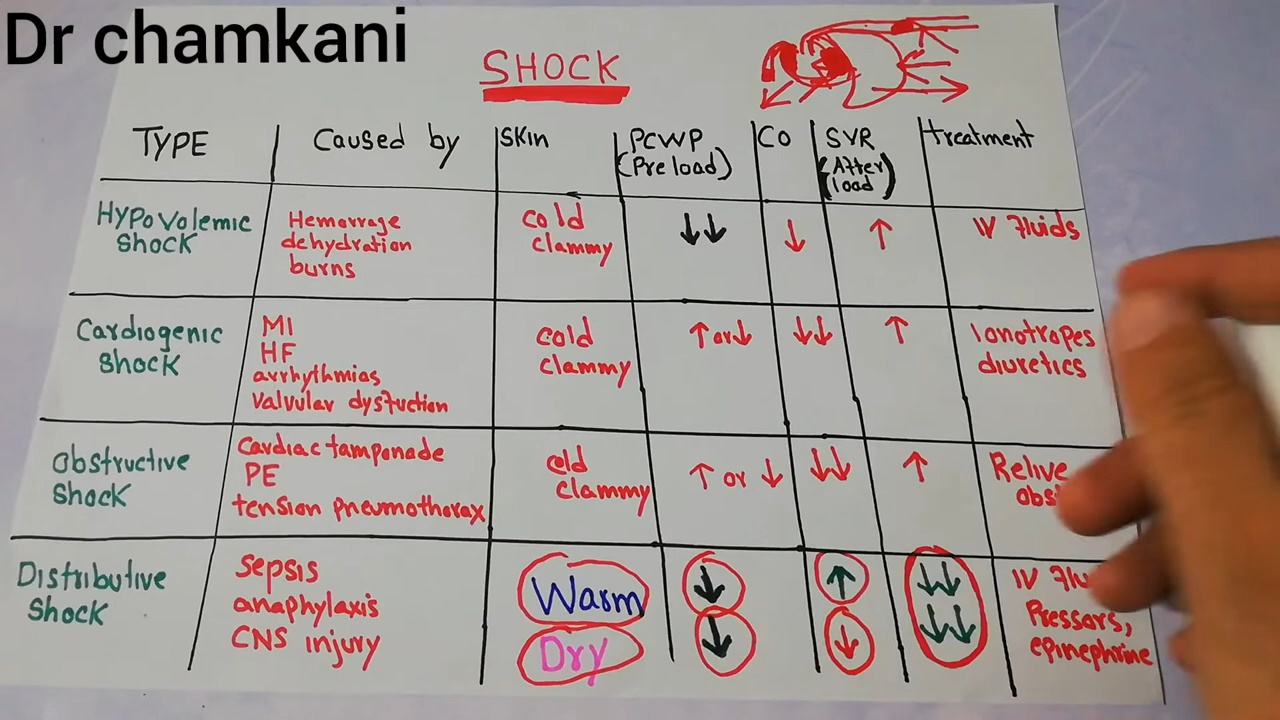 Dr chamkani
SHOCK
TYPE
Caused by
Skin
PCWP
(Preload)
CO
SVR
(After
load)
treatment
Hypovolemic
Shock
Hemorrage
dehydration
burns
cold
clammy
↓↓
↓
↑
IV Fluids
Cardiogenic
Shock
MI
HF
arrhythmias
Valvular dysfuction
cold
clammy
↑ or ↓
↓↓
↑
Ionotropes
diuretics
Obstructive
Shock
Cardiac tamponade
PE
tension pneumothorax
cold
clammy
↑ or ↓
↓↓
↑
Relive
Distributive
Shock
Sepsis
anaphylaxis
CNS injury
Warm
Dry
↓
↓
↑
↓
↓↓
↓↓
IV
Pressors,
epinephrine